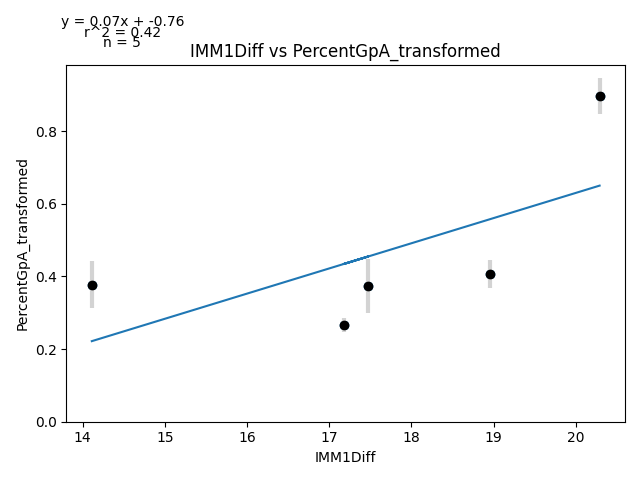 y = 0.07x + -0.76
r^2 = 0.42
n = 5
IMM1Diff vs PercentGpA_transformed
PercentGpA_transformed
0.8
0.6
0.4
0.2
0.0
14 15 16 17 18 19 20
IMM1Diff